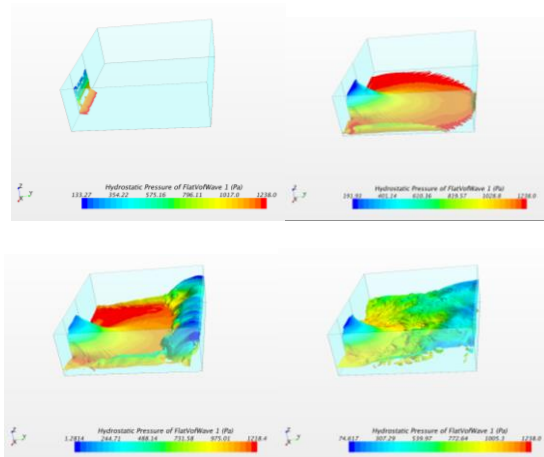 Hydrostatic Pressure of FlatVofWave 1 (Pa)
133.27 354.22 575.16 796.11 1017.0 1238.0
Hydrostatic Pressure of FlatVofWave 1 (Pa)
191.93 401.14 610.36 819.57 1028.8 1238.0
Hydrostatic Pressure of FlatVofWave 1 (Pa)
1.2814 244.71 488.14 731.58 975.01 1218.4
Hydrostatic Pressure of FlatVofWave 1 (Pa)
74.617 307.29 539.97 772.64 1005.3 1238.0